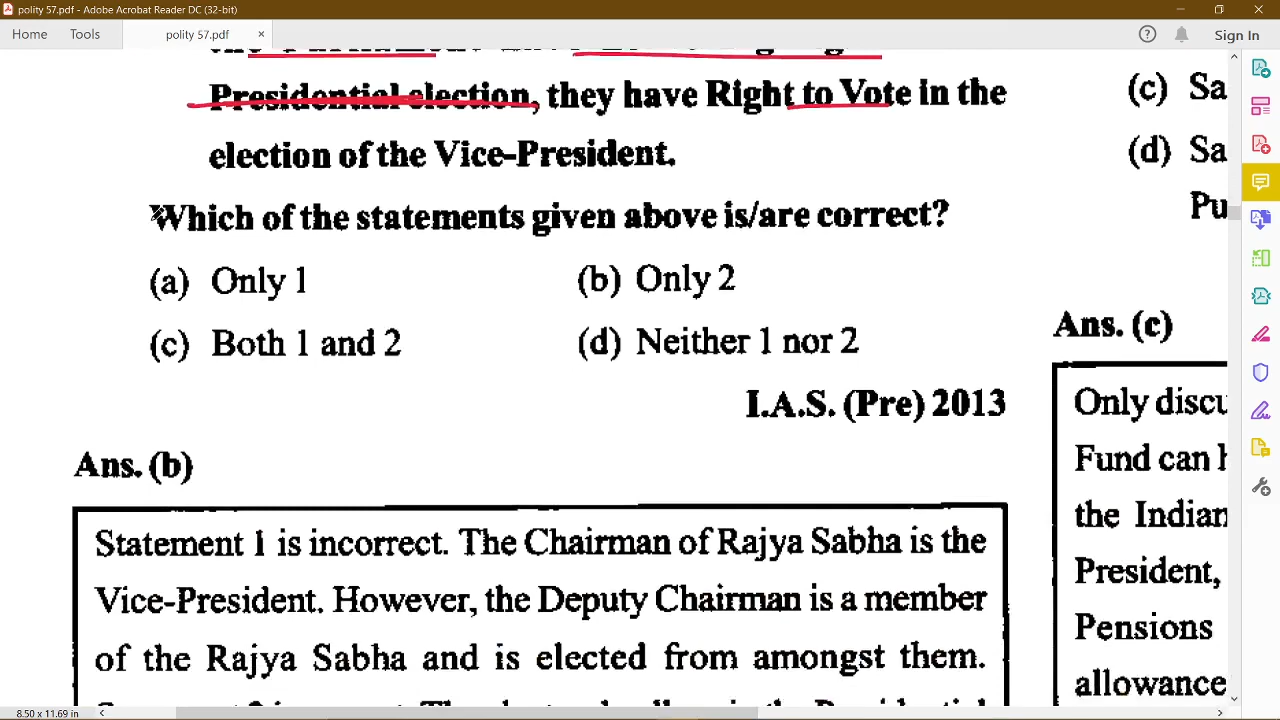 polity 57.pdf - Adobe Acrobat Reader DC (32-bit)
Home Tools polity 57.pdf × Sign In
Presidential election, they have Right to Vote in the
election of the Vice-President.
Which of the statements given above is/are correct?
(a) Only 1 (b) Only 2
(c) Both 1 and 2 (d) Neither 1 nor 2
I.A.S. (Pre) 2013
Ans. (b)
Statement 1 is incorrect. The Chairman of Rajya Sabha is the
Vice-President. However, the Deputy Chairman is a member
of the Rajya Sabha and is elected from amongst them.
(c) Sa
(d) Sa
Pu
Ans. (c)
Only discu
Fund can h
the Indian
President,
Pensions
allowance
8.50 x 11.69 in